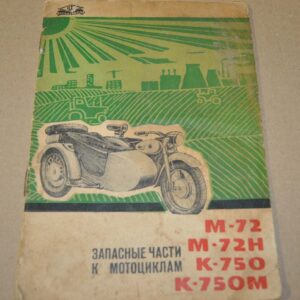 ЗАПАСНЫЕ ЧАСТИ
К МОТОЦИКЛАМ
М-72
М-72Н
К-750
К-750М